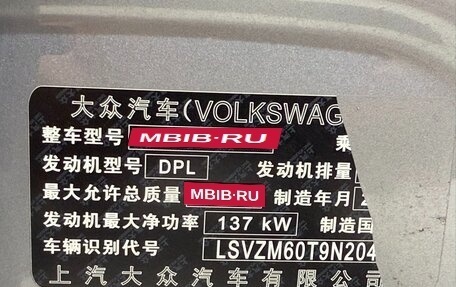 大众汽车(VOLKSWAG
整车型号 MBIB·RU 乘
发动机型号 DPL 发动机排量
最大允许总质量 MBIB·RU 制造年月 2
发动机最大净功率 137 kW 制造国
车辆识别代号 LSVZM60T9N204
上汽大众汽车有限公司